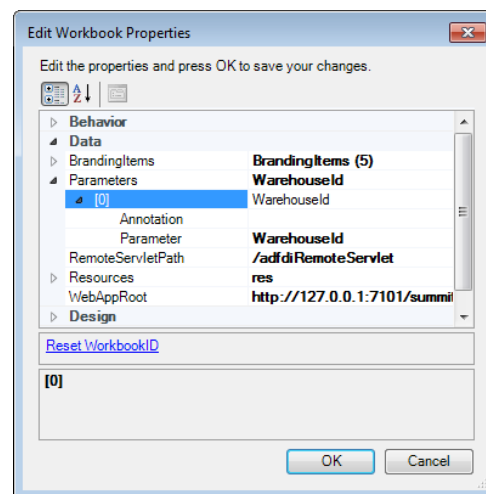 Edit Workbook Properties
Edit the properties and press OK to save your changes.
Behavior
Data
BrandingItems BrandingItems (5)
Parameters WarehouseId
[0] WarehouseId
Annotation
Parameter WarehouseId
RemoteServletPath /adfdiRemoteServlet
Resources res
WebAppRoot http://127.0.0.1:7101/summit
Design
Reset WorkbookID
[0]
OK Cancel